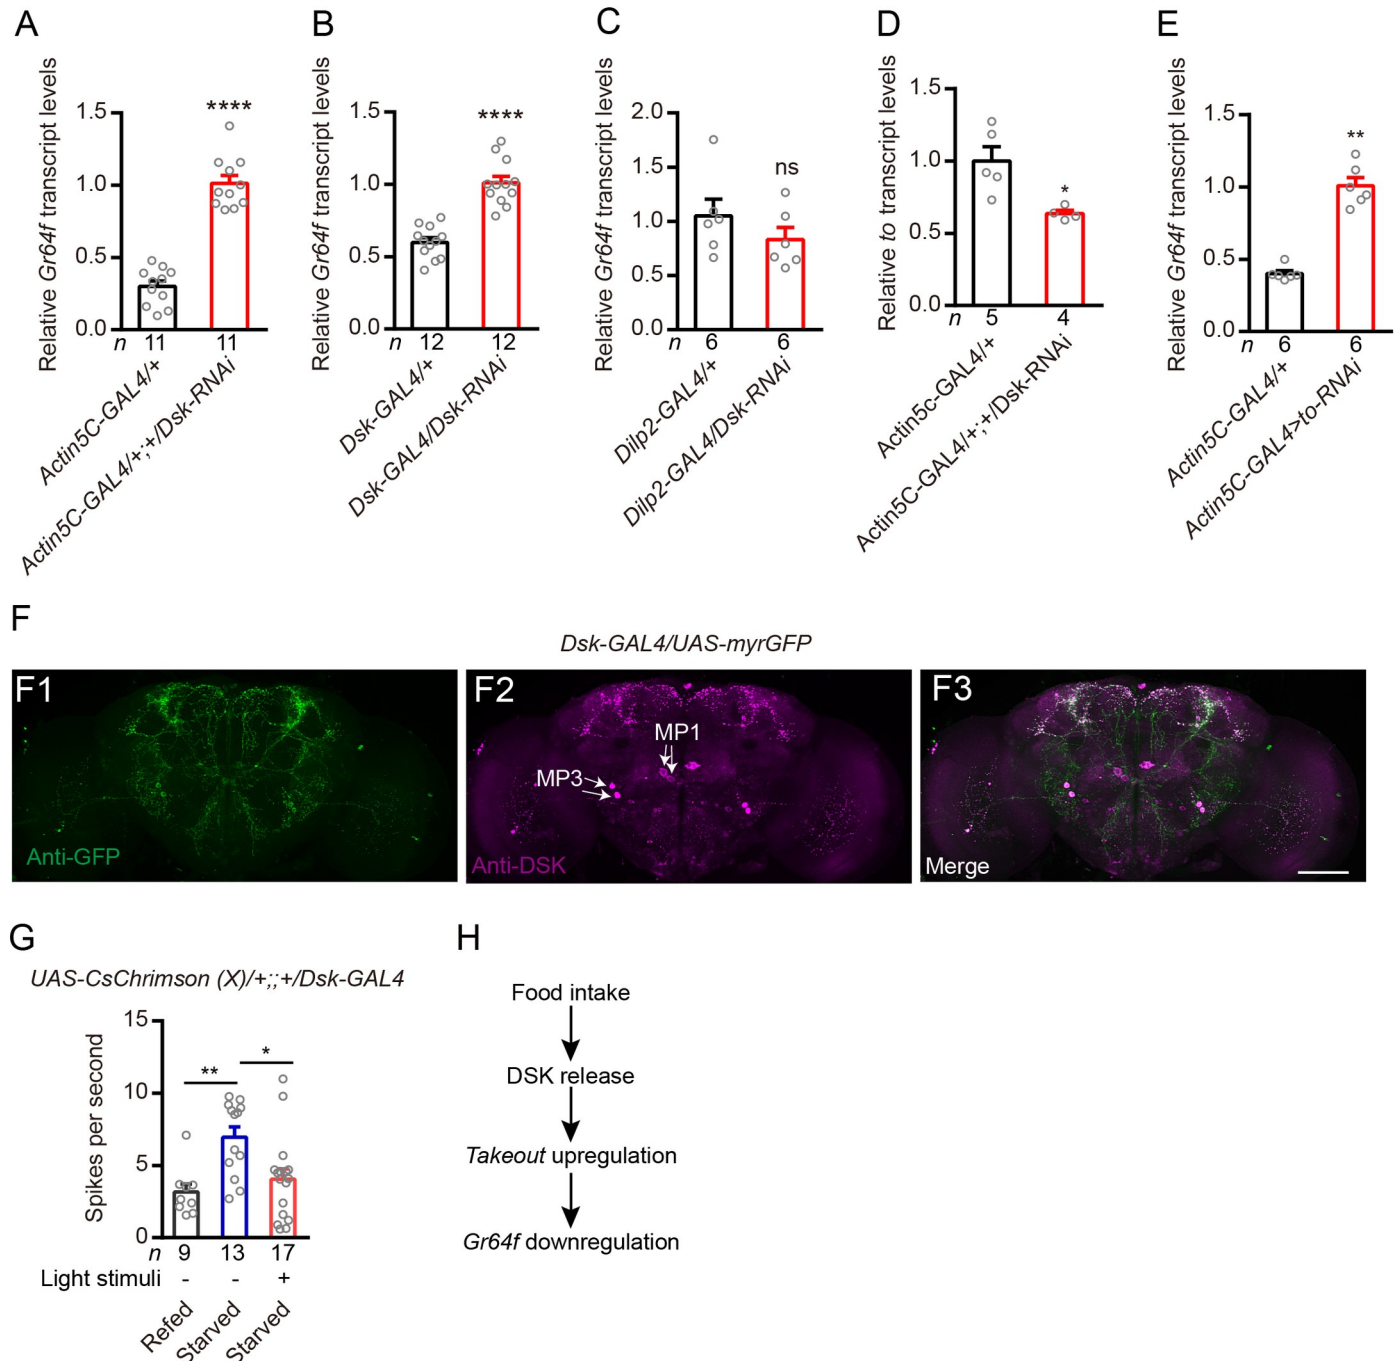 A
Relative Gr64f transcript levels
1.5
1.0
0.5
0.0
****
n 11 11
Actin5C-GAL4/+
Actin5C-GAL4/+;+/Dsk-RNAi
B
Relative Gr64f transcript levels
1.5
1.0
0.5
0.0
****
n 12 12
Dsk-GAL4/+
Dsk-GAL4/Dsk-RNAi
C
Relative Gr64f transcript levels
2.0
1.5
1.0
0.5
0.0
ns
n 6 6
Dilp2-GAL4/+
Dilp2-GAL4/Dsk-RNAi
D
Relative to transcript levels
1.5
1.0
0.5
0.0
*
n 5 4
Actin5c-GAL4/+
Actin5C-GAL4/+;+/Dsk-RNAi
E
Relative Gr64f transcript levels
1.5
1.0
0.5
0.0
**
n 6 6
Actin5C-GAL4/+
Actin5C-GAL4>to-RNAi
F
Dsk-GAL4/UAS-myrGFP
F1
Anti-GFP
F2
MP1
MP3
Anti-DSK
F3
Merge
G
UAS-CsChrimson (X)/+;;+/Dsk-GAL4
Spikes per second
15
10
5
0
**
*
n 9 13 17
Light stimuli - - +
Refed
Starved
Starved
H
Food intake
DSK release
Takeout upregulation
Gr64f downregulation